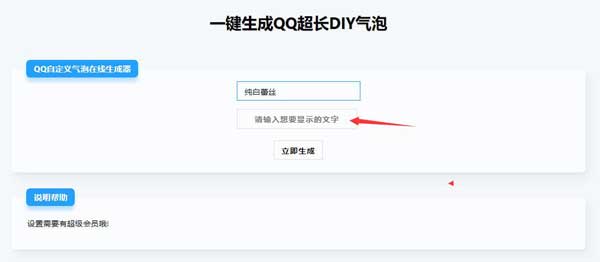 一键生成QQ超长DIY气泡
QQ自定义气泡在线生成器
纯白蕾丝
请输入想要显示的文字
立即生成
说明帮助
设置需要有超级会员哦!